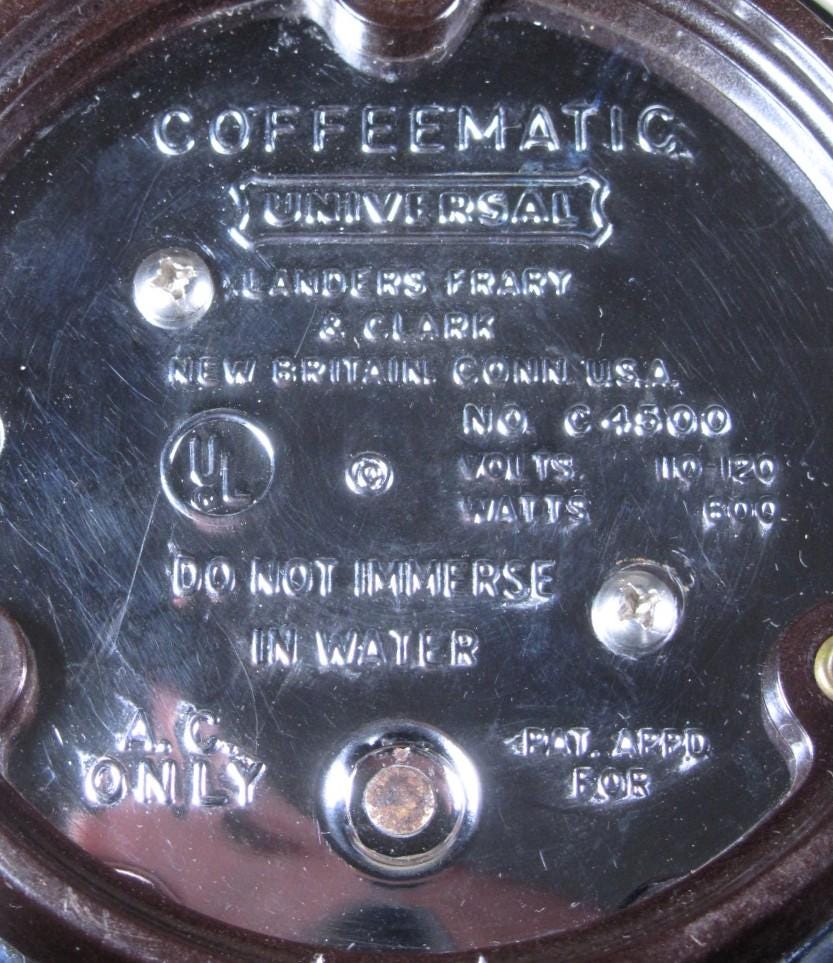 COFFEEMATIC
UNIVERSAL
LANDERS FRARY
& CLARK
NEW BRITAIN. CONN. U.S.A.
NO. C4500
UL
VOLTS. 110-120
WATTS 600
DO NOT IMMERSE
IN WATER
A.C.
ONLY
PAT. APPD.
FOR